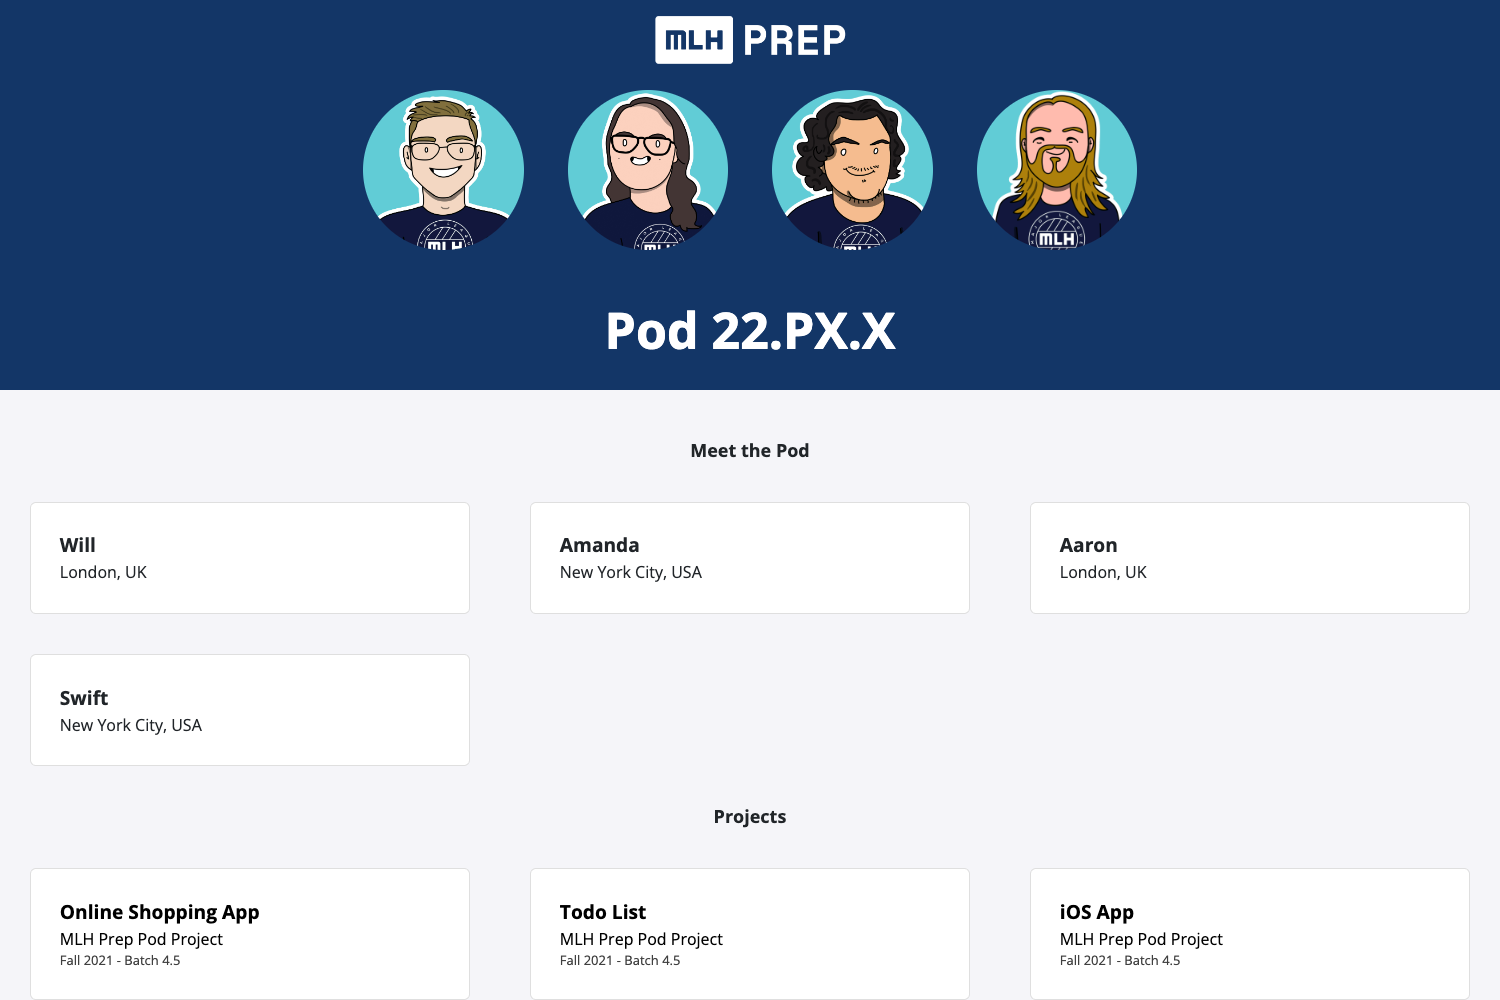 MLH PREP
MLH
MLH
MLH
MLH
Pod 22.PX.X
Meet the Pod
Will
London, UK
Amanda
New York City, USA
Aaron
London, UK
Swift
New York City, USA
Projects
Online Shopping App
MLH Prep Pod Project
Fall 2021 - Batch 4.5
Todo List
MLH Prep Pod Project
Fall 2021 - Batch 4.5
iOS App
MLH Prep Pod Project
Fall 2021 - Batch 4.5